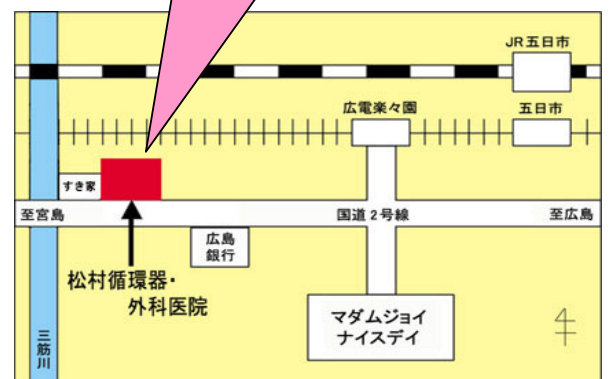 JR五日市
広電楽々園
五日市
すき家
至宮島
国道2号線
至広島
広島
銀行
松村循環器・
外科医院
マダムジョイ
ナイスデイ
三筋川